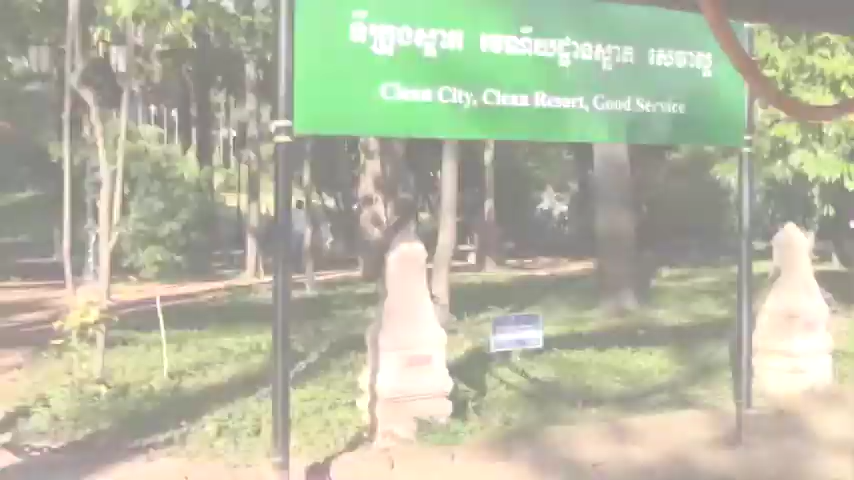 ទីក្រុងស្អាត រមណីយដ្ឋានស្អាត សេវាល្អ
Clean City, Clean Resort, Good Service